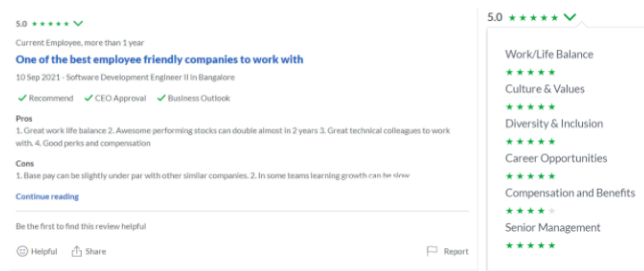 5.0
Current Employee, more than 1 year
One of the best employee friendly companies to work with
10 Sep 2021 - Software Development Engineer II in Bangalore
Recommend CEO Approval Business Outlook
Pros
1. Great work life balance 2. Awesome performing stocks can double almost in 2 years 3. Great technical colleagues to work
with. 4. Good perks and compensation
Cons
1. Base pay can be slightly under par with other similar companies. 2. In some teams learning growth can be slow
Continue reading
Be the first to find this review helpful
Helpful Share Report
5.0
Work/Life Balance
Culture & Values
Diversity & Inclusion
Career Opportunities
Compensation and Benefits
Senior Management